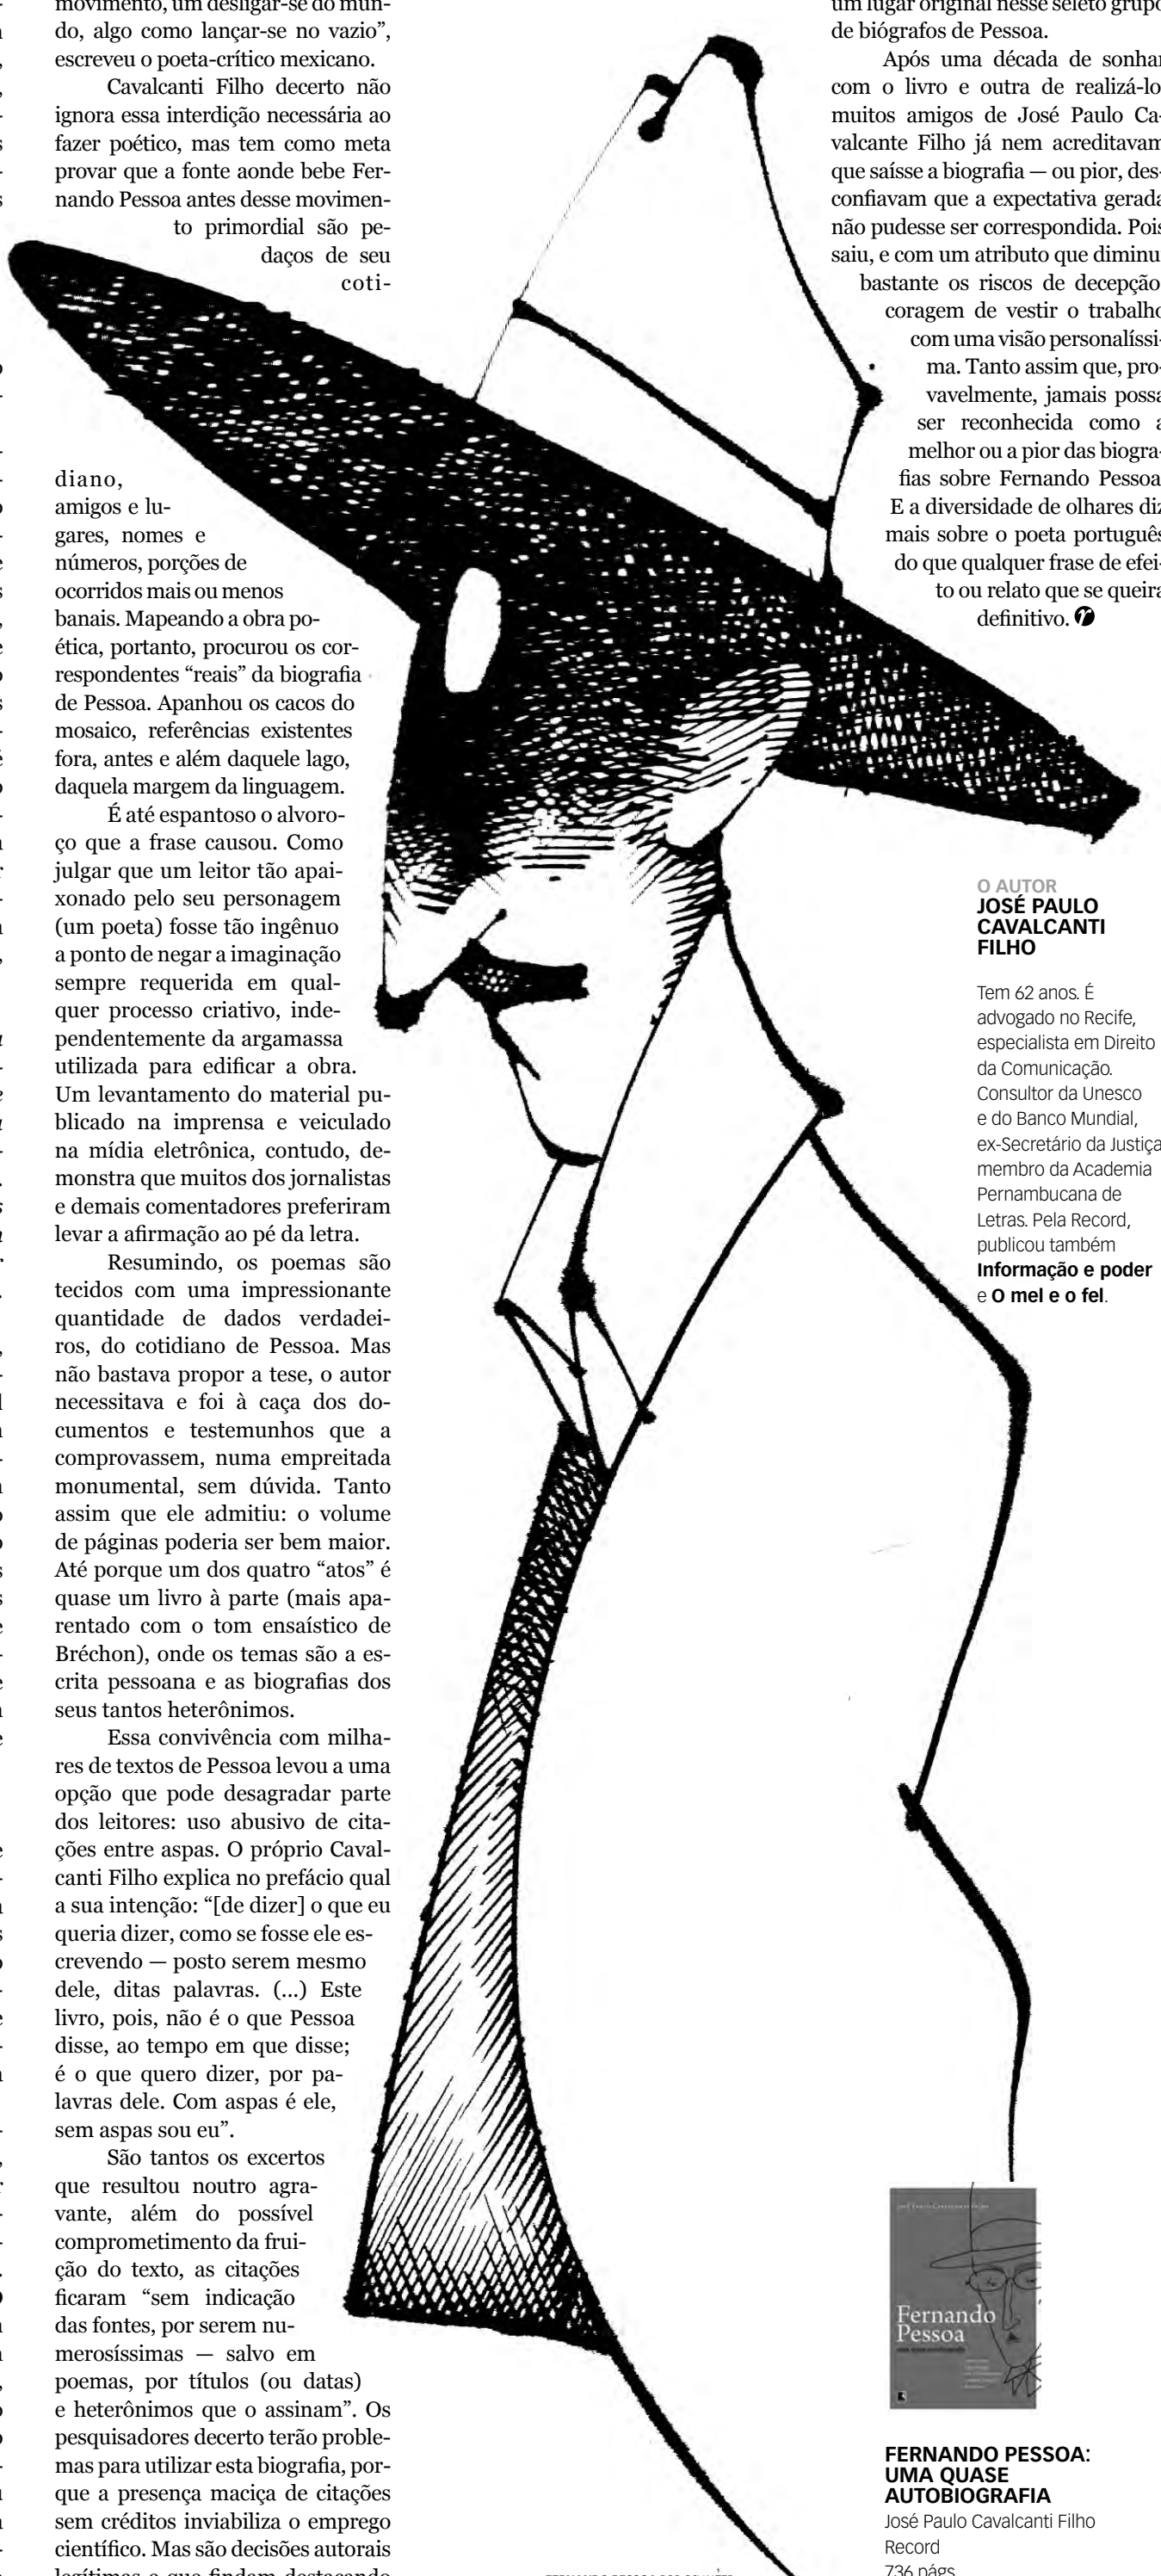 movimento, um desligar-se do mun-
do, algo como lançar-se no vazio”,
escreveu o poeta-crítico mexicano.
Cavalcanti Filho decerto não
ignora essa interdição necessária ao
fazer poético, mas tem como meta
provar que a fonte aonde bebe Fer-
nando Pessoa antes desse movimen-
to primordial são pe-
daços de seu
coti-
diano,
amigos e lu-
gares, nomes e
números, porções de
ocorridos mais ou menos
banais. Mapeando a obra po-
ética, portanto, procurou os cor-
respondentes “reais” da biografia
de Pessoa. Apanhou os cacos do
mosaico, referências existentes
fora, antes e além daquele lago,
daquela margem da linguagem.
É até espantoso o alvoro-
ço que a frase causou. Como
julgar que um leitor tão apai-
xonado pelo seu personagem
(um poeta) fosse tão ingênuo
a ponto de negar a imaginação
sempre requerida em qual-
quer processo criativo, inde-
pendentemente da argamassa
utilizada para edificar a obra.
Um levantamento do material pu-
blicado na imprensa e veiculado
na mídia eletrônica, contudo, de-
monstra que muitos dos jornalistas
e demais comentadores preferiram
levar a afirmação ao pé da letra.
Resumindo, os poemas são
tecidos com uma impressionante
quantidade de dados verdadei-
ros, do cotidiano de Pessoa. Mas
não bastava propor a tese, o autor
necessitava e foi à caça dos do-
cumentos e testemunhos que a
comprovassem, numa empreitada
monumental, sem dúvida. Tanto
assim que ele admitiu: o volume
de páginas poderia ser bem maior.
Até porque um dos quatro “atos” é
quase um livro à parte (mais apa-
rentado com o tom ensaístico de
Bréchon), onde os temas são a es-
crita pessoana e as biografias dos
seus tantos heterônimos.
Essa convivência com milha-
res de textos de Pessoa levou a uma
opção que pode desagradar parte
dos leitores: uso abusivo de cita-
ções entre aspas. O próprio Caval-
canti Filho explica no prefácio qual
a sua intenção: “[de dizer] o que eu
queria dizer, como se fosse ele es-
crevendo — posto serem mesmo
dele, ditas palavras. (...) Este
livro, pois, não é o que Pessoa
disse, ao tempo em que disse;
é o que quero dizer, por pa-
lavras dele. Com aspas é ele,
sem aspas sou eu”.
São tantos os excertos
que resultou noutro agra-
vante, além do possível
comprometimento da frui-
ção do texto, as citações
ficaram “sem indicação
das fontes, por serem nu-
merosíssimas — salvo em
poemas, por títulos (ou datas)
e heterônimos que o assinam”. Os
pesquisadores decerto terão proble-
mas para utilizar esta biografia, por-
que a presença maciça de citações
sem créditos inviabiliza o emprego
científico. Mas são decisões autorais
legítimas e que findam destacando
um lugar original nesse seleto grupo
de biógrafos de Pessoa.
Após uma década de sonhar
com o livro e outra de realizá-lo
muitos amigos de José Paulo Ca-
valcante Filho já nem acreditavam
que saísse a biografia — ou pior, des-
confiavam que a expectativa gerada
não pudesse ser correspondida. Pois
saiu, e com um atributo que diminui
bastante os riscos de decepção
coragem de vestir o trabalho
com uma visão personalíssi-
ma. Tanto assim que, pro-
vavelmente, jamais possa
ser reconhecida como a
melhor ou a pior das biogra-
fias sobre Fernando Pessoa
E a diversidade de olhares diz
mais sobre o poeta português
do que qualquer frase de efei-
to ou relato que se queira
definitivo.
O AUTOR
JOSÉ PAULO
CAVALCANTI
FILHO
Tem 62 anos. É
advogado no Recife,
especialista em Direito
da Comunicação.
Consultor da Unesco
e do Banco Mundial,
ex-Secretário da Justiça
membro da Academia
Pernambucana de
Letras. Pela Record,
publicou também
Informação e poder
e O mel e o fel.
Fernando
Pessoa
FERNANDO PESSOA:
UMA QUASE
AUTOBIOGRAFIA
José Paulo Cavalcanti Filho
Record
736 págs